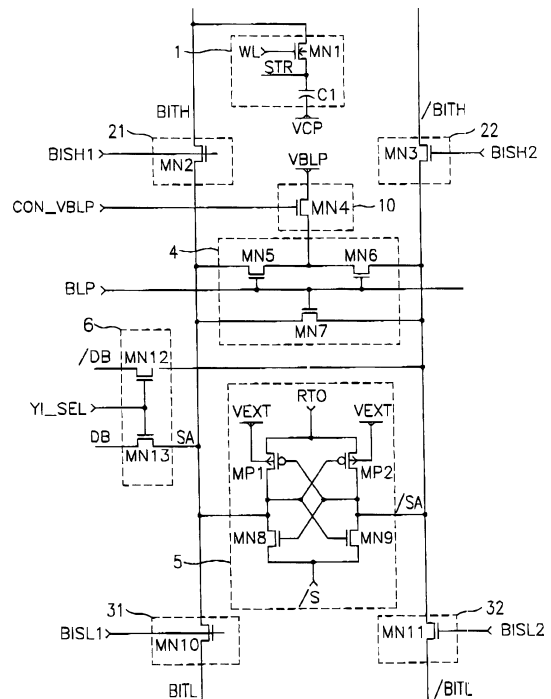 1
WL
MN1
STR
C1
VCP
BITH
/BITH
21
22
BISH1
MN2
MN3
BISH2
VBLP
CON_VBLP
MN4
10
4
MN5
MN6
BLP
MN7
6
/DB
MN12
YI_SEL
DB
MN13
SA
RTO
VEXT
VEXT
MP1
MP2
/SA
MN8
MN9
5
/S
31
32
BISL1
MN10
MN11
BISL2
BITL
/BITL